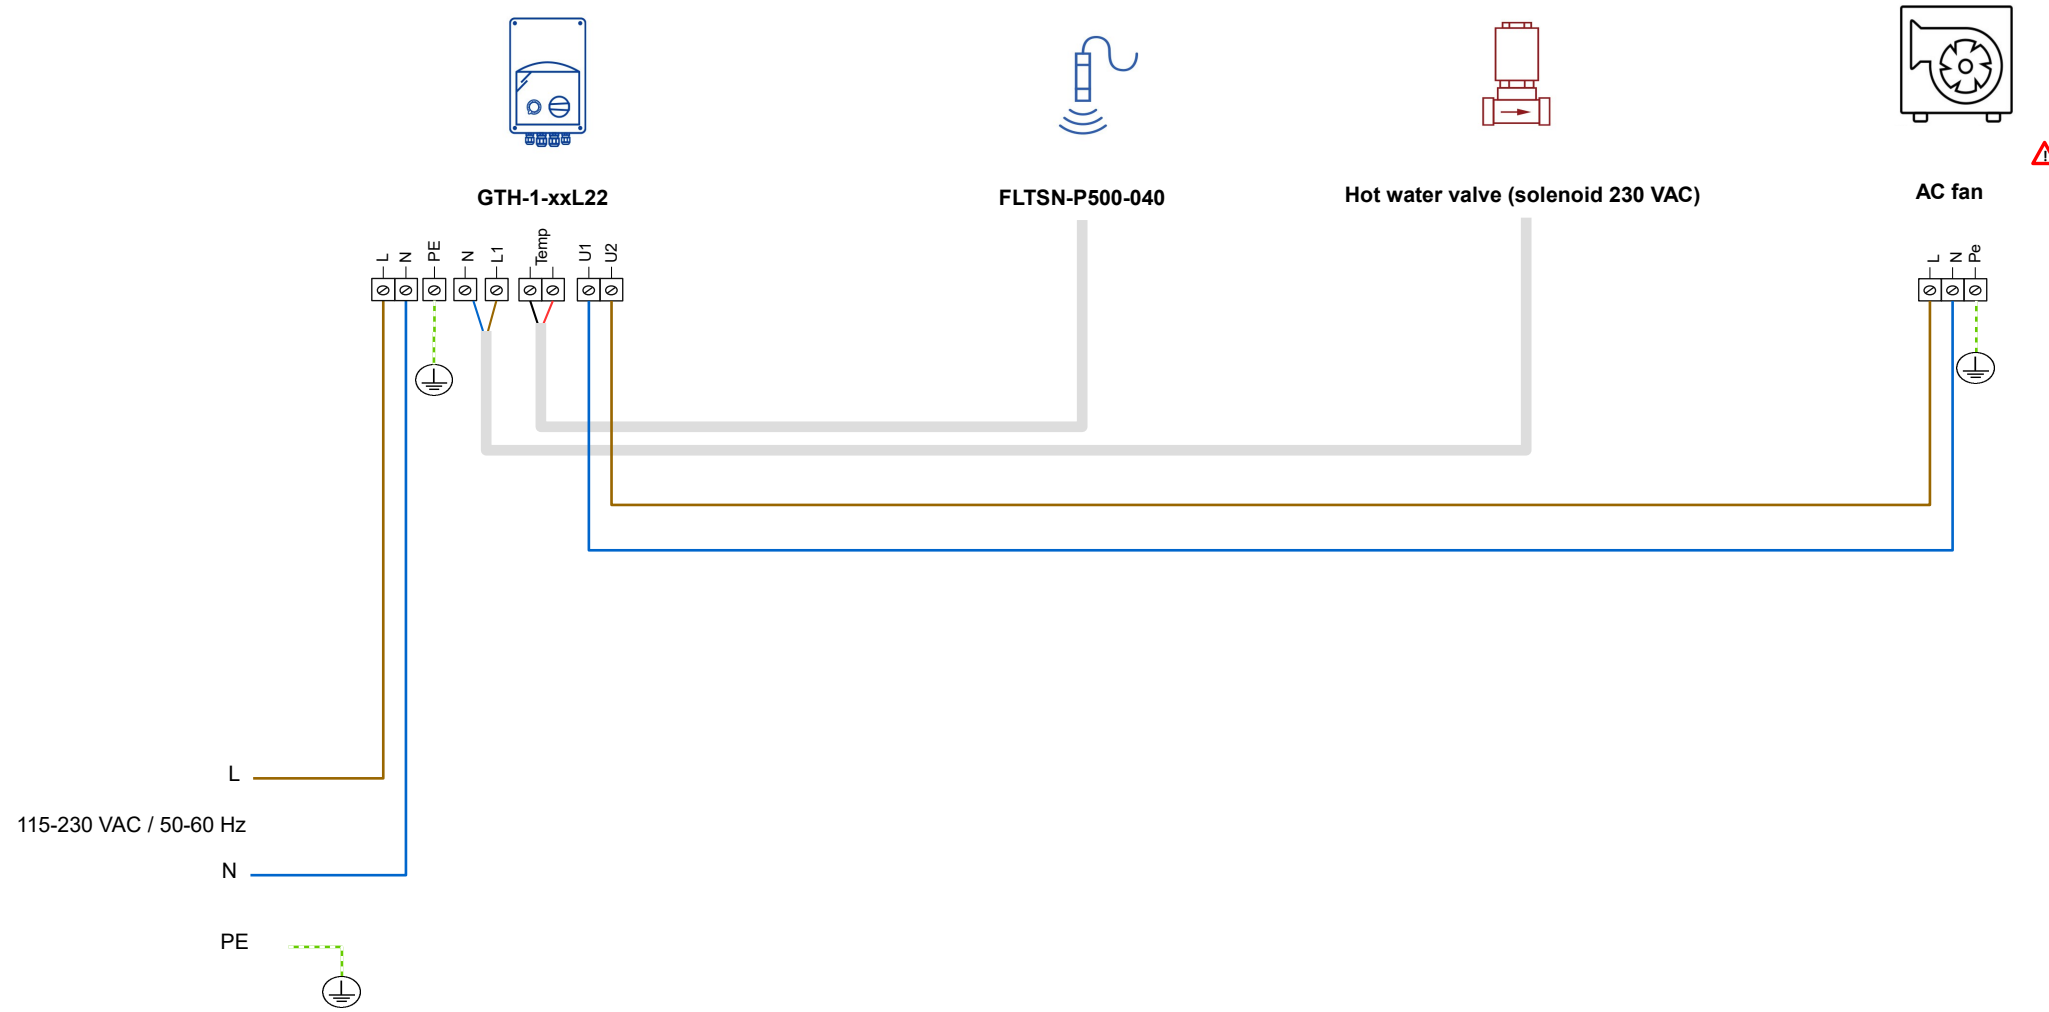 GTH-1-xxL22
FLTSN-P500-040
Hot water valve (solenoid 230 VAC)
AC fan
L
N
PE
N
L1
Temp
U1
U2
L
N
Pe
L
115-230 VAC / 50-60 Hz
N
PE